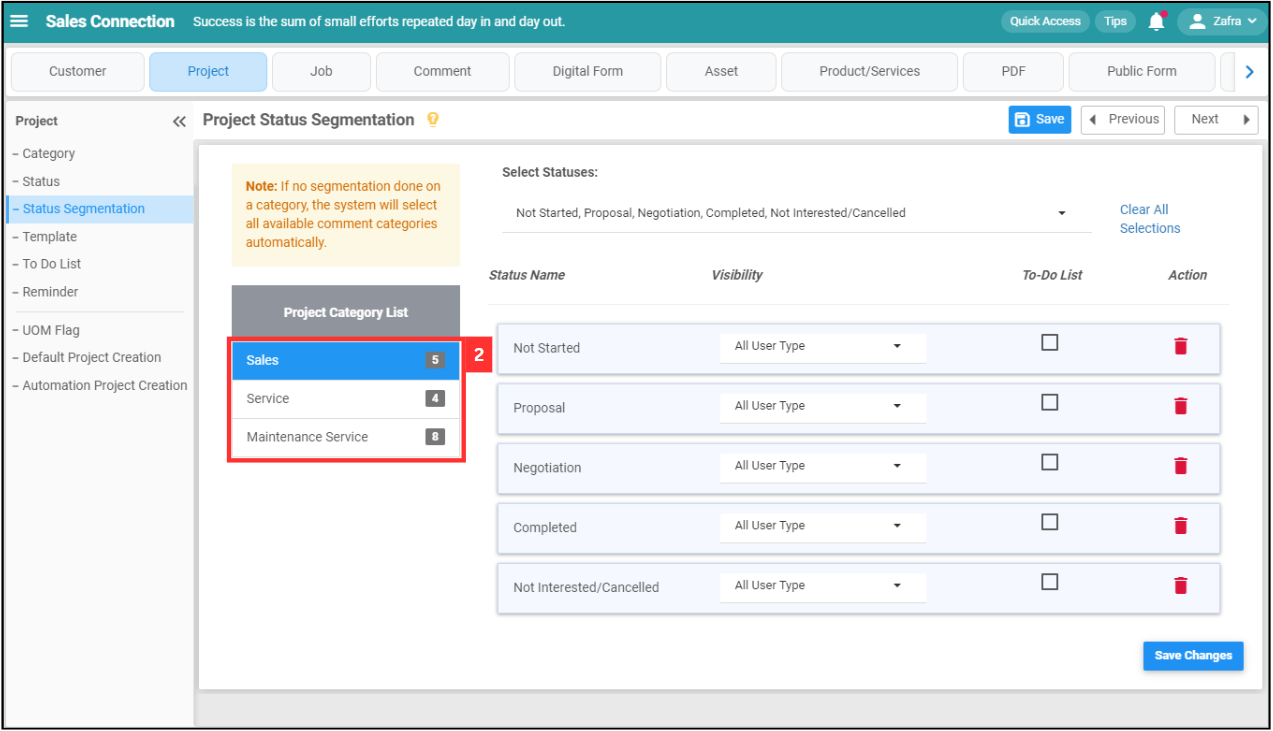 Sales Connection Success is the sum of small efforts repeated day in and day out. Quick Access Tips Zafra
Customer Project Job Comment Digital Form Asset Product/Services PDF Public Form
Project
– Category
– Status
– Status Segmentation
– Template
– To Do List
– Reminder
– UOM Flag
– Default Project Creation
– Automation Project Creation
Project Status Segmentation Save Previous Next
Note: If no segmentation done on
a category, the system will select
all available comment categories
automatically.
Project Category List
Sales 5
Service 4
Maintenance Service 8
2
Select Statuses:
Not Started, Proposal, Negotiation, Completed, Not Interested/Cancelled
Clear All
Selections
Status Name Visibility To-Do List Action
Not Started All User Type
Proposal All User Type
Negotiation All User Type
Completed All User Type
Not Interested/Cancelled All User Type
Save Changes